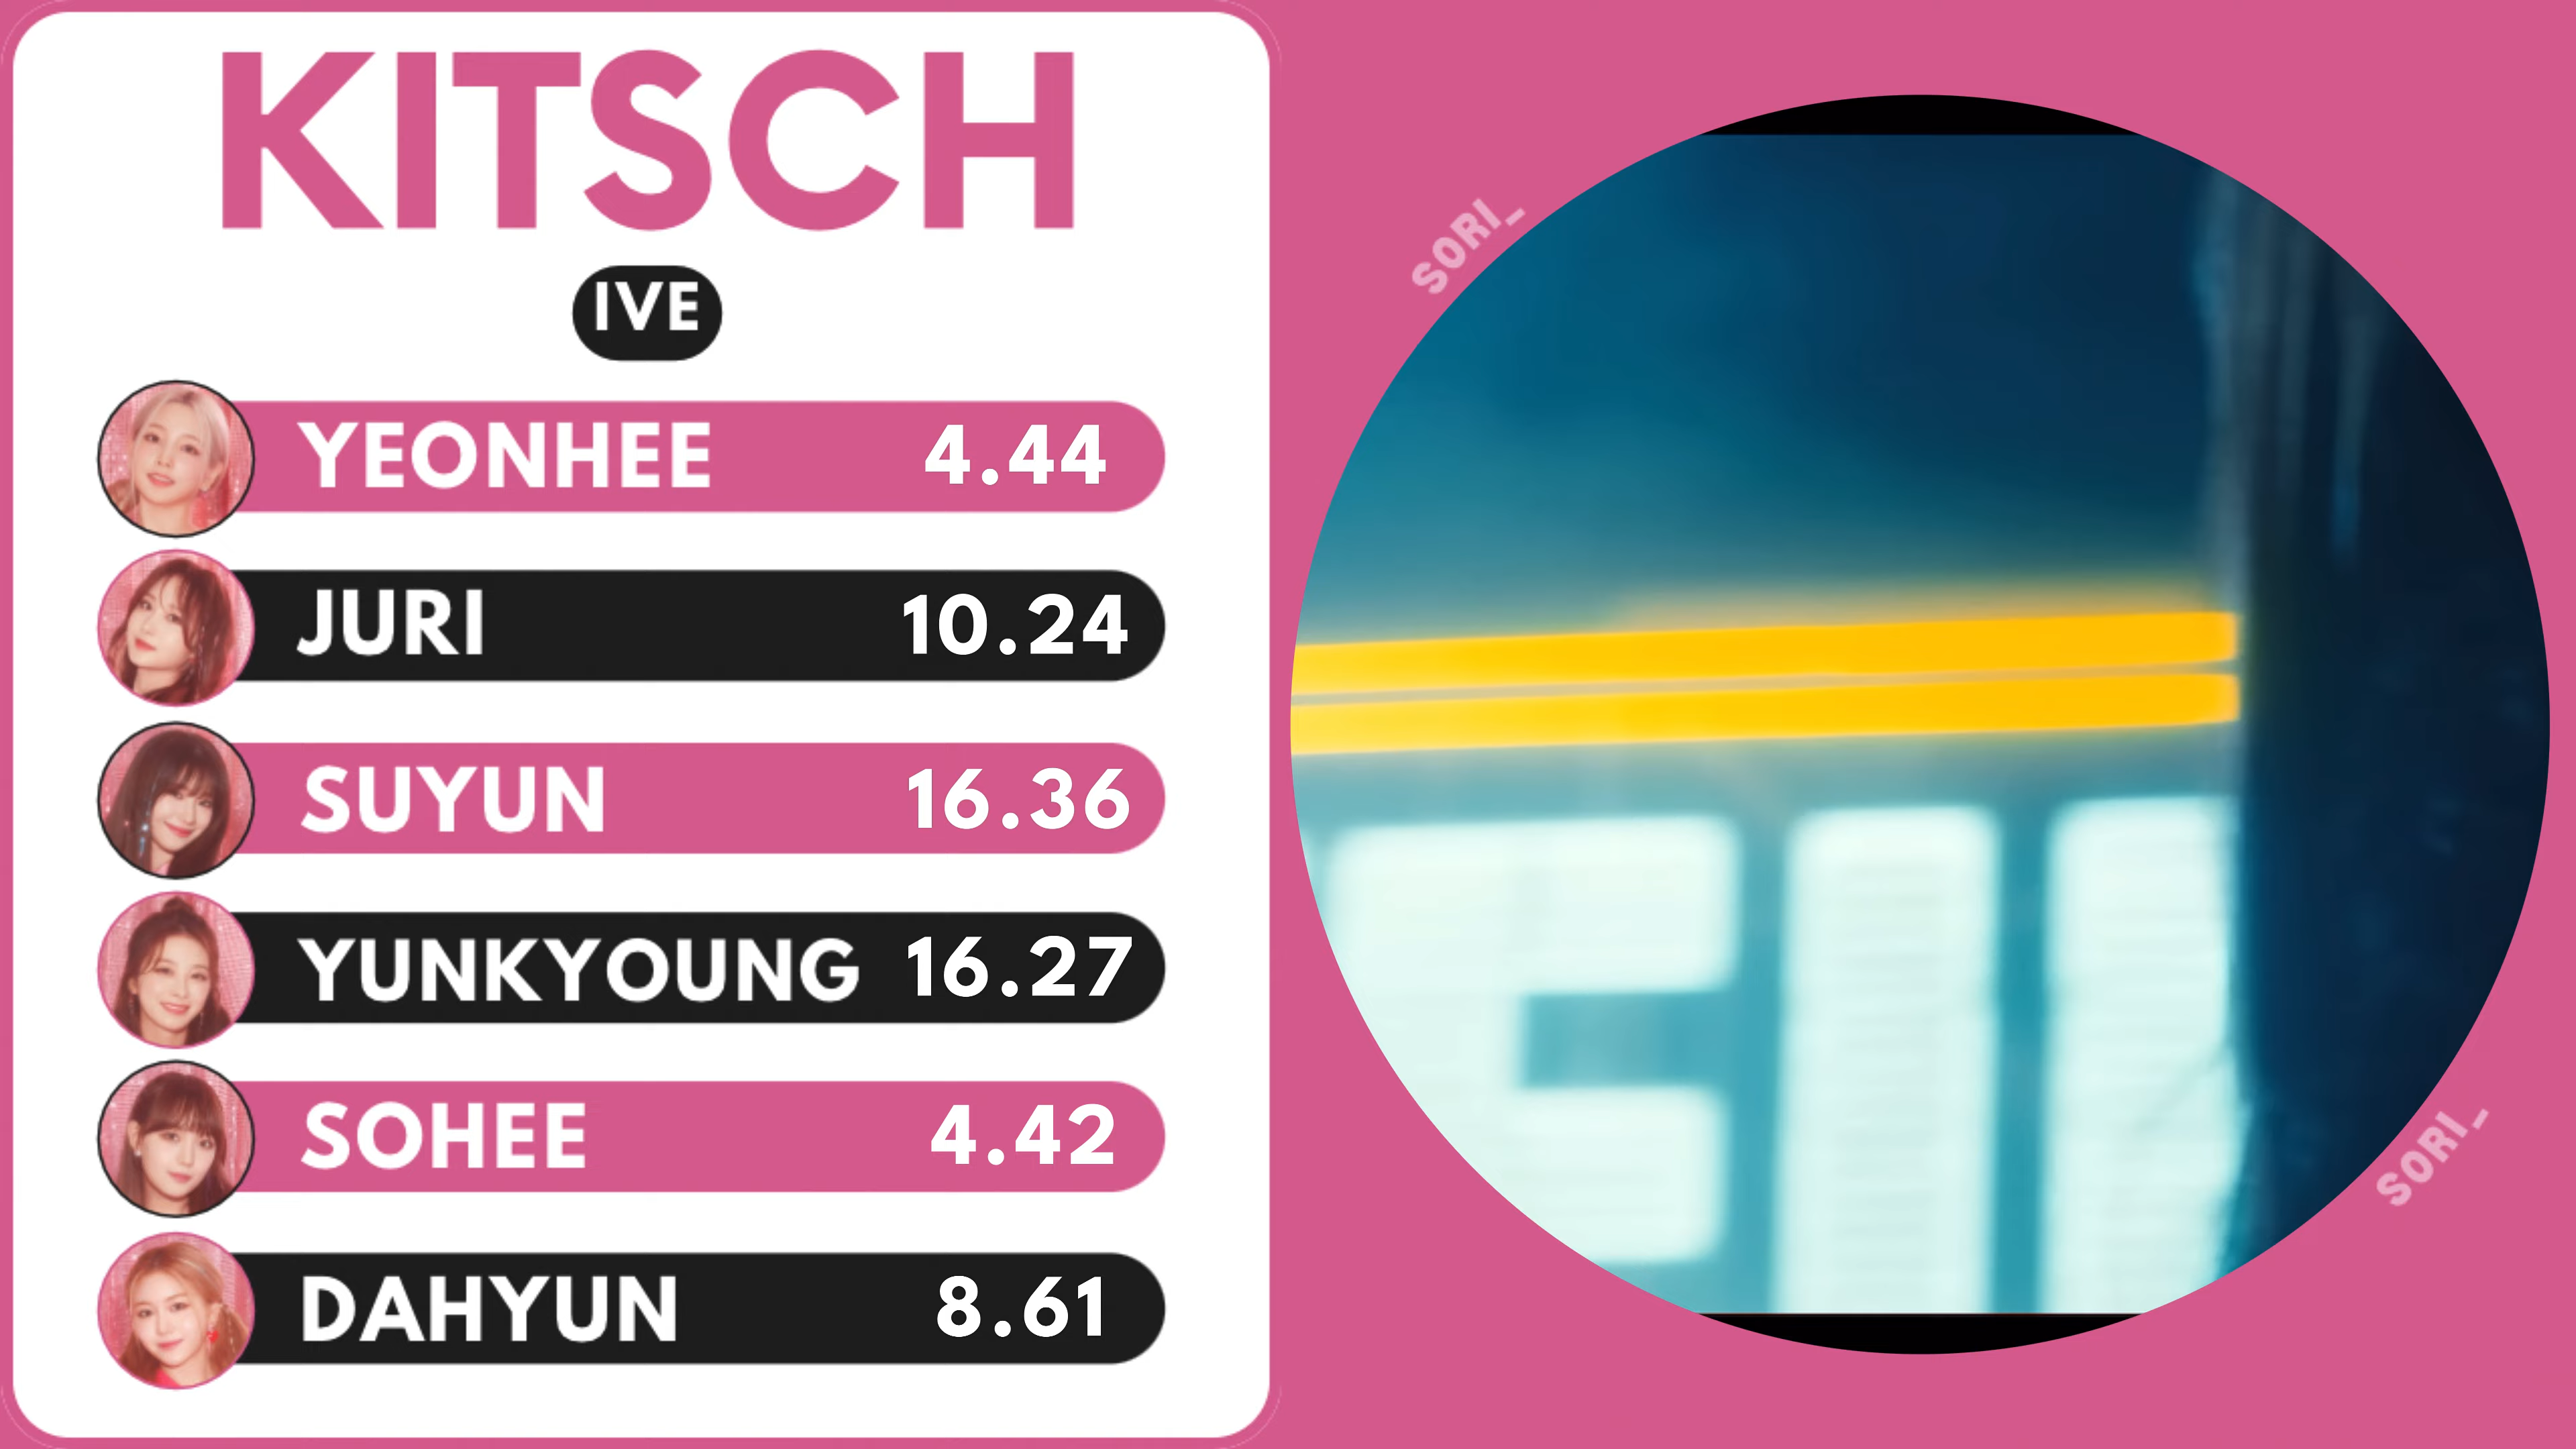 KITSCH
IVE
YEONHEE 4.44
JURI 10.24
SUYUN 16.36
YUNKYOUNG 16.27
SOHEE 4.42
DAHYUN 8.61
SORI_
SORI_